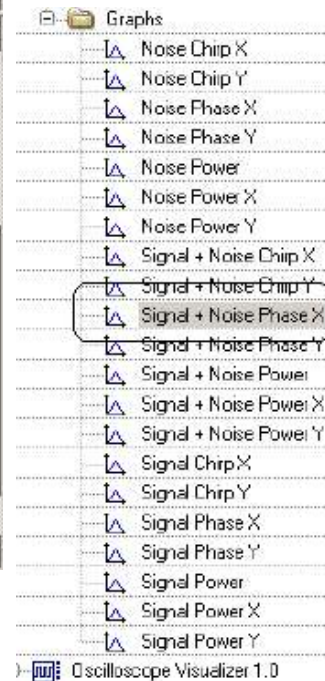 Graphs
Noise Chirp X
Noise Chirp Y
Noise Phase X
Noise Phase Y
Noise Power
Noise Power X
Noise Power Y
Signal + Noise Chirp X
Signal + Noise Chirp Y
Signal + Noise Phase X
Signal + Noise Phase Y
Signal + Noise Power
Signal + Noise Power X
Signal + Noise Power Y
Signal Chirp X
Signal Chirp Y
Signal Phase X
Signal Phase Y
Signal Power
Signal Power X
Signal Power Y
Oscilloscope Visualizer 1.0